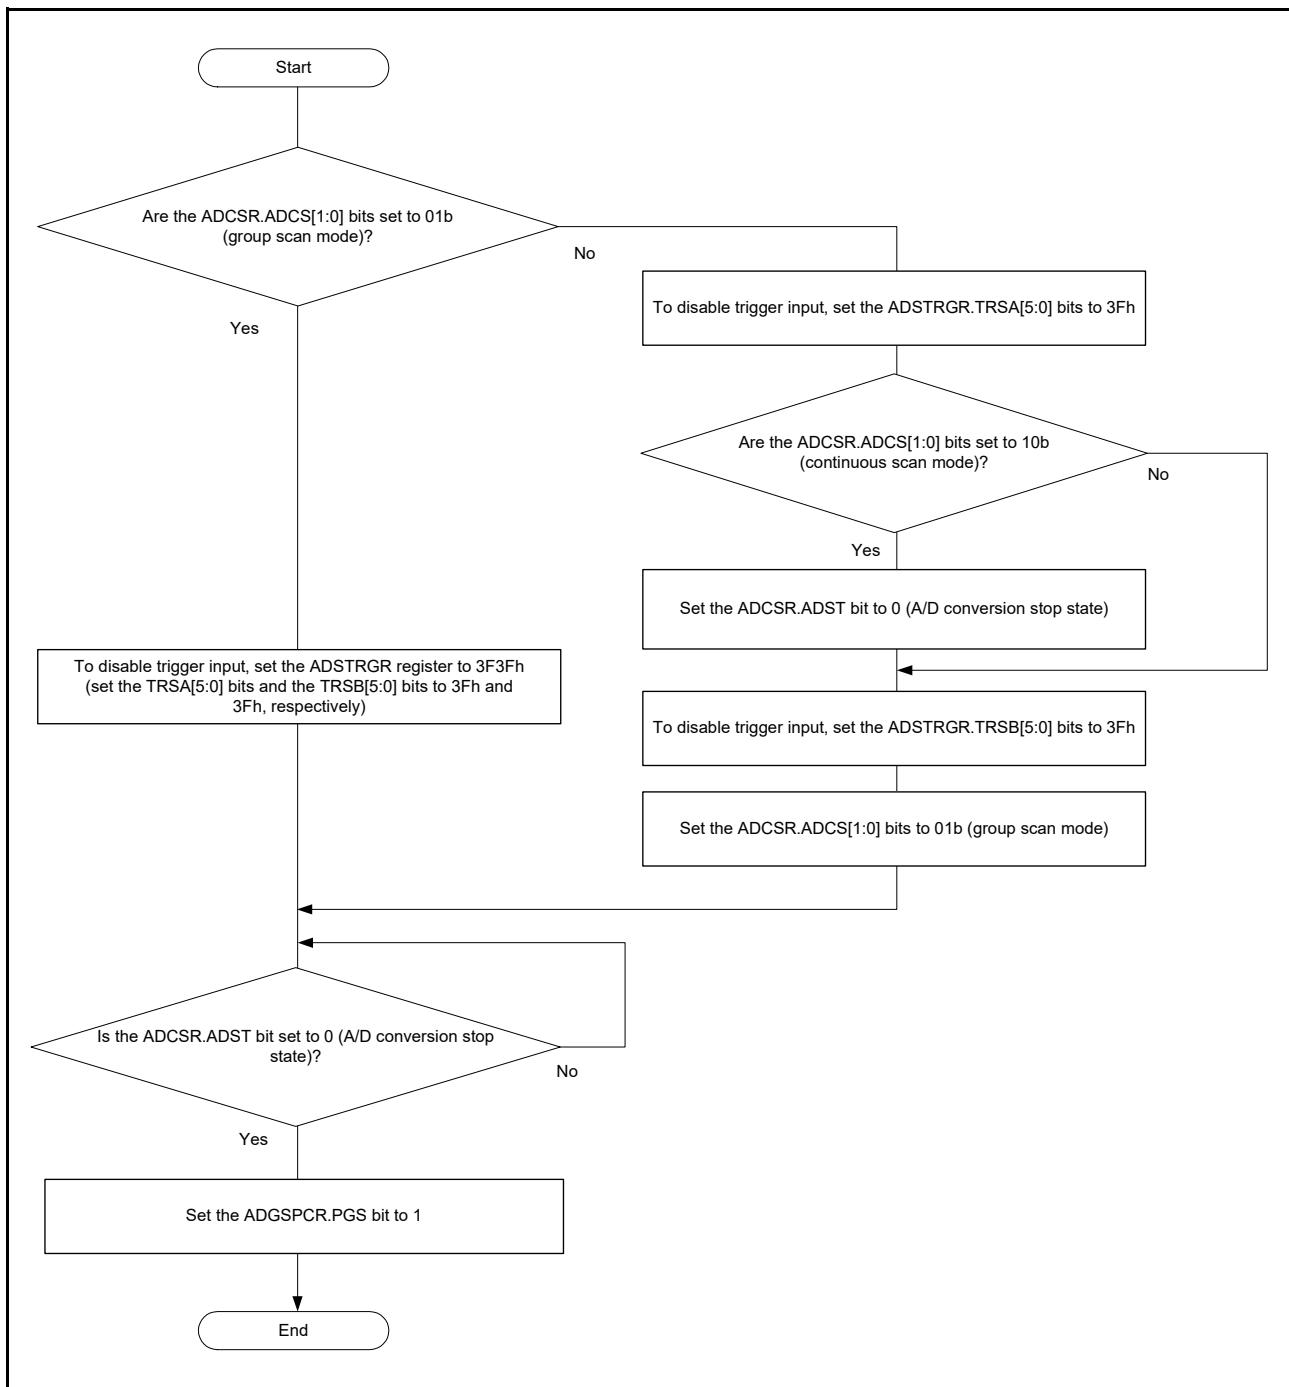 Start
Are the ADCSR.ADCS[1:0] bits set to 01b
(group scan mode)?
No
Yes
To disable trigger input, set the ADSTRGR.TRSA[5:0] bits to 3Fh
Are the ADCSR.ADCS[1:0] bits set to 10b
(continuous scan mode)?
No
Yes
Set the ADCSR.ADST bit to 0 (A/D conversion stop state)
To disable trigger input, set the ADSTRGR register to 3F3Fh
(set the TRSA[5:0] bits and the TRSB[5:0] bits to 3Fh and
3Fh, respectively)
To disable trigger input, set the ADSTRGR.TRSB[5:0] bits to 3Fh
Set the ADCSR.ADCS[1:0] bits to 01b (group scan mode)
Is the ADCSR.ADST bit set to 0 (A/D conversion stop
state)?
No
Yes
Set the ADGSPCR.PGS bit to 1
End